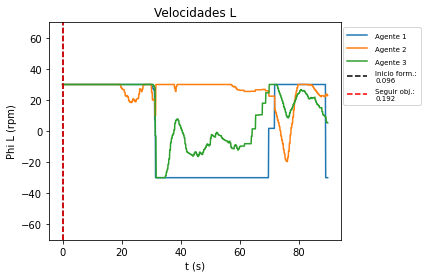 Velocidades L
Phi L (rpm)
60
40
20
0
−20
−40
−60
0
20
40
60
80
t (s)
Agente 1
Agente 2
Agente 3
Inicio form.:
0.096
Seguir obj.:
0.192